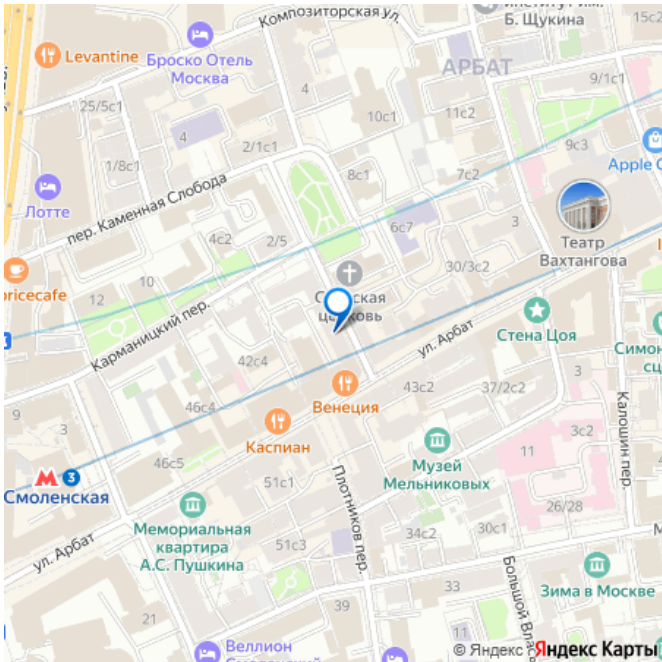 Композиторская ул.
Б. Щукина
15с2
Levantine
Броско Отель
Москва
АРБАТ
9/1с1
25/5с1
4
4
11с2
10с1
2/1с1
9с3
1/8с1
8с1
7с2
Apple
Лотте
пер. Каменная Слобода
6с7
3
4с2
2/5
Театр
Вахтангова
30/3с2
10
12
Карманицкий пер.
ул. Арбат
Стена Цоя
42с4
3
Венеция
43с2
37/2с2
9
3
46с4
Каспиан
3с2
11
Калошин пер.
46с5
Музей
Мельниковых
Смоленская
3
51с1
Плотников пер.
26/28
Мемориальная
квартира
А.С. Пушкина
ул. Арбат
51с3
34с2
30с1
33
Зима в Москве
21
39
11
Веллион
© Яндекс
Яндекс Карты